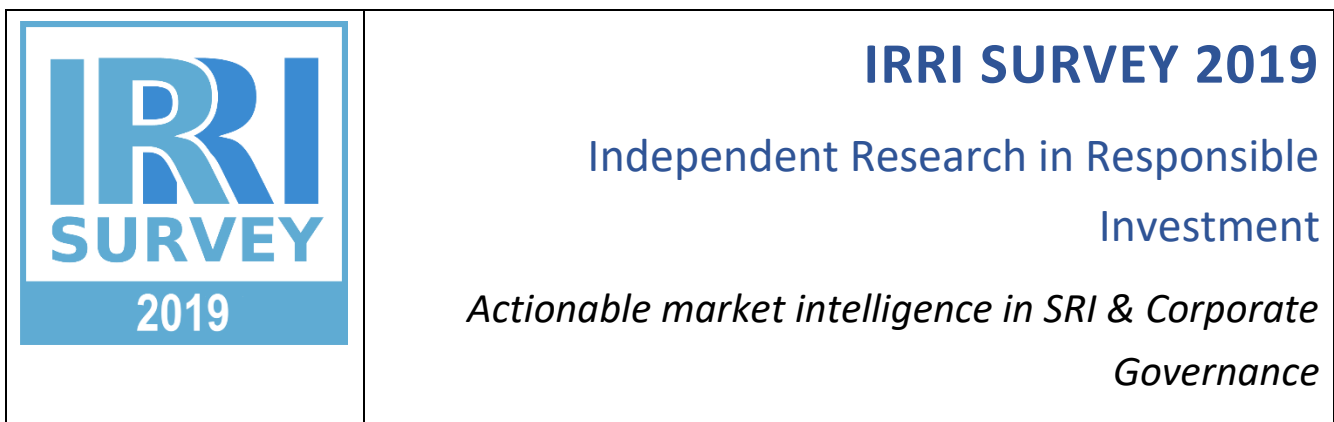 IRRI
SURVEY
2019
IRRI SURVEY 2019
Independent Research in Responsible
Investment
Actionable market intelligence in SRI & Corporate
Governance